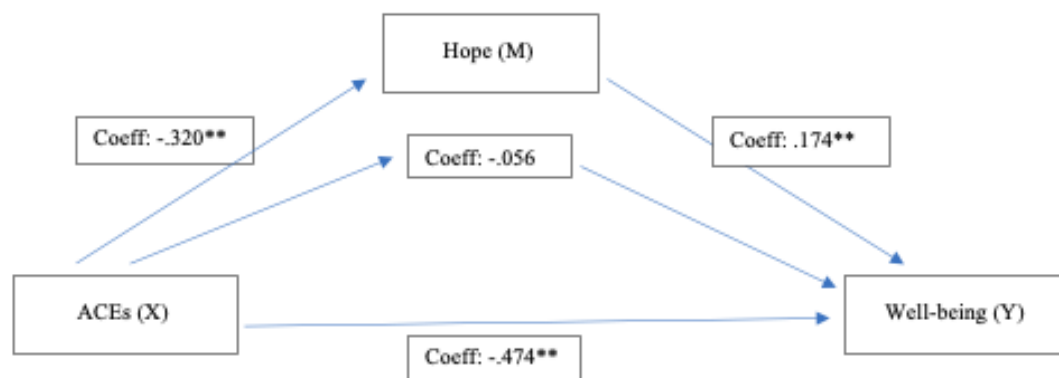 Hope (M)
Coeff: -.320**
Coeff: .174**
Coeff: -.056
ACEs (X)
Well-being (Y)
Coeff: -.474**